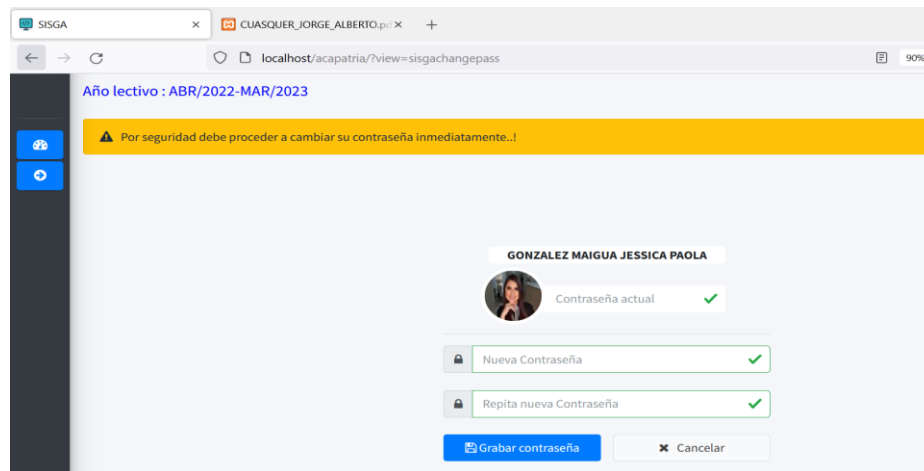 SISGA
CUASQUER_JORGE_ALBERTO.pd
localhost/acapatria/?view=sisgachangepass
90%
Año lectivo : ABR/2022-MAR/2023
Por seguridad debe proceder a cambiar su contraseña inmediatamente..!
GONZALEZ MAIGUA JESSICA PAOLA
Contraseña actual
Nueva Contraseña
Repita nueva Contraseña
Grabar contraseña
Cancelar